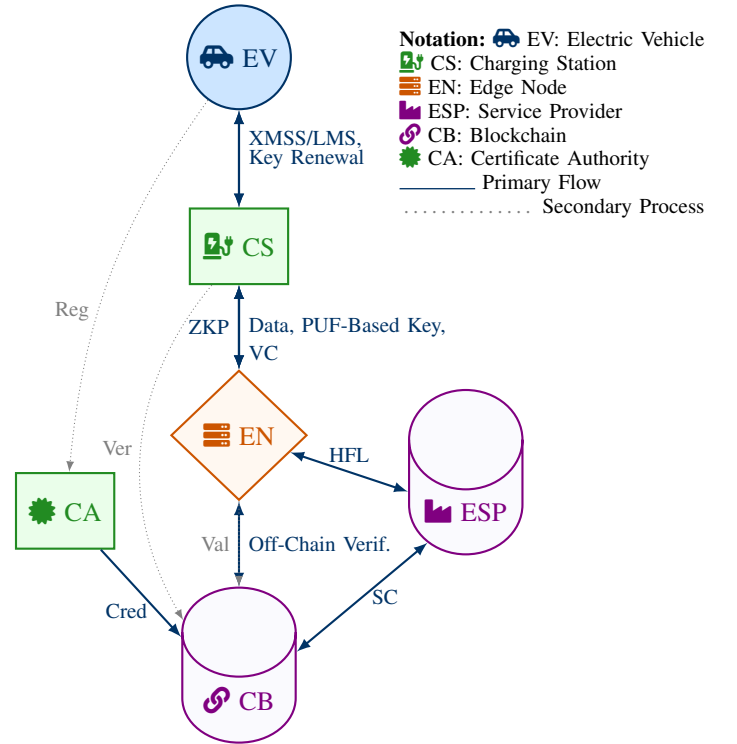 EV
Notation: EV: Electric Vehicle
CS: Charging Station
EN: Edge Node
ESP: Service Provider
CB: Blockchain
CA: Certificate Authority
Primary Flow
Secondary Process
XMSS/LMS,
Key Renewal
CS
Reg
ZKP
Data, PUF-Based Key,
VC
EN
Ver
HFL
CA
ESP
Val
Off-Chain Verif.
Cred
SC
CB